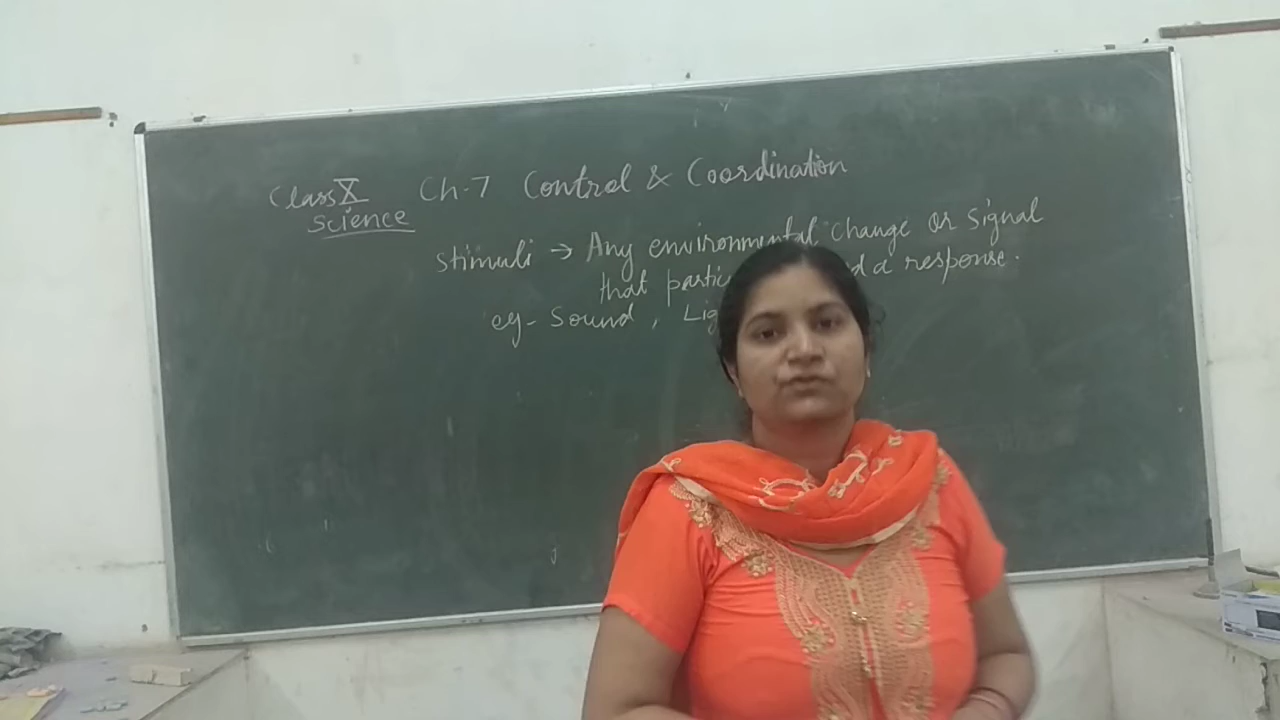 Class X Ch-7 Control & Coordination
Science
Stimuli → Any environmental change or signal
that a response.
eg- Sound ,